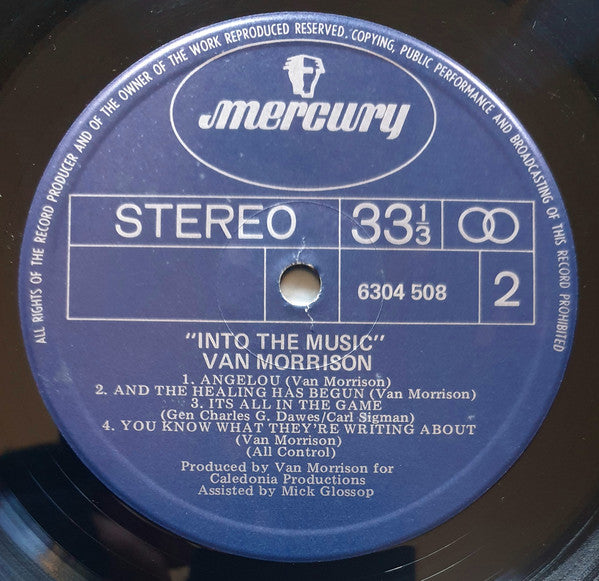 ALL RIGHTS OF THE RECORD PRODUCER AND OF THE OWNER OF THE WORK REPRODUCED RESERVED. COPYING, PUBLIC PERFORMANCE AND BROADCASTING OF THIS RECORD PROHIBITED
mercury
STEREO 33⅓
6304 508 2
"INTO THE MUSIC"
VAN MORRISON
1. ANGELOU (Van Morrison)
2. AND THE HEALING HAS BEGUN (Van Morrison)
3. ITS ALL IN THE GAME
(Gen Charles G. Dawes/Carl Sigman)
4. YOU KNOW WHAT THEY'RE WRITING ABOUT
(Van Morrison)
(All Control)
Produced by Van Morrison for
Caledonia Productions
Assisted by Mick Glossop